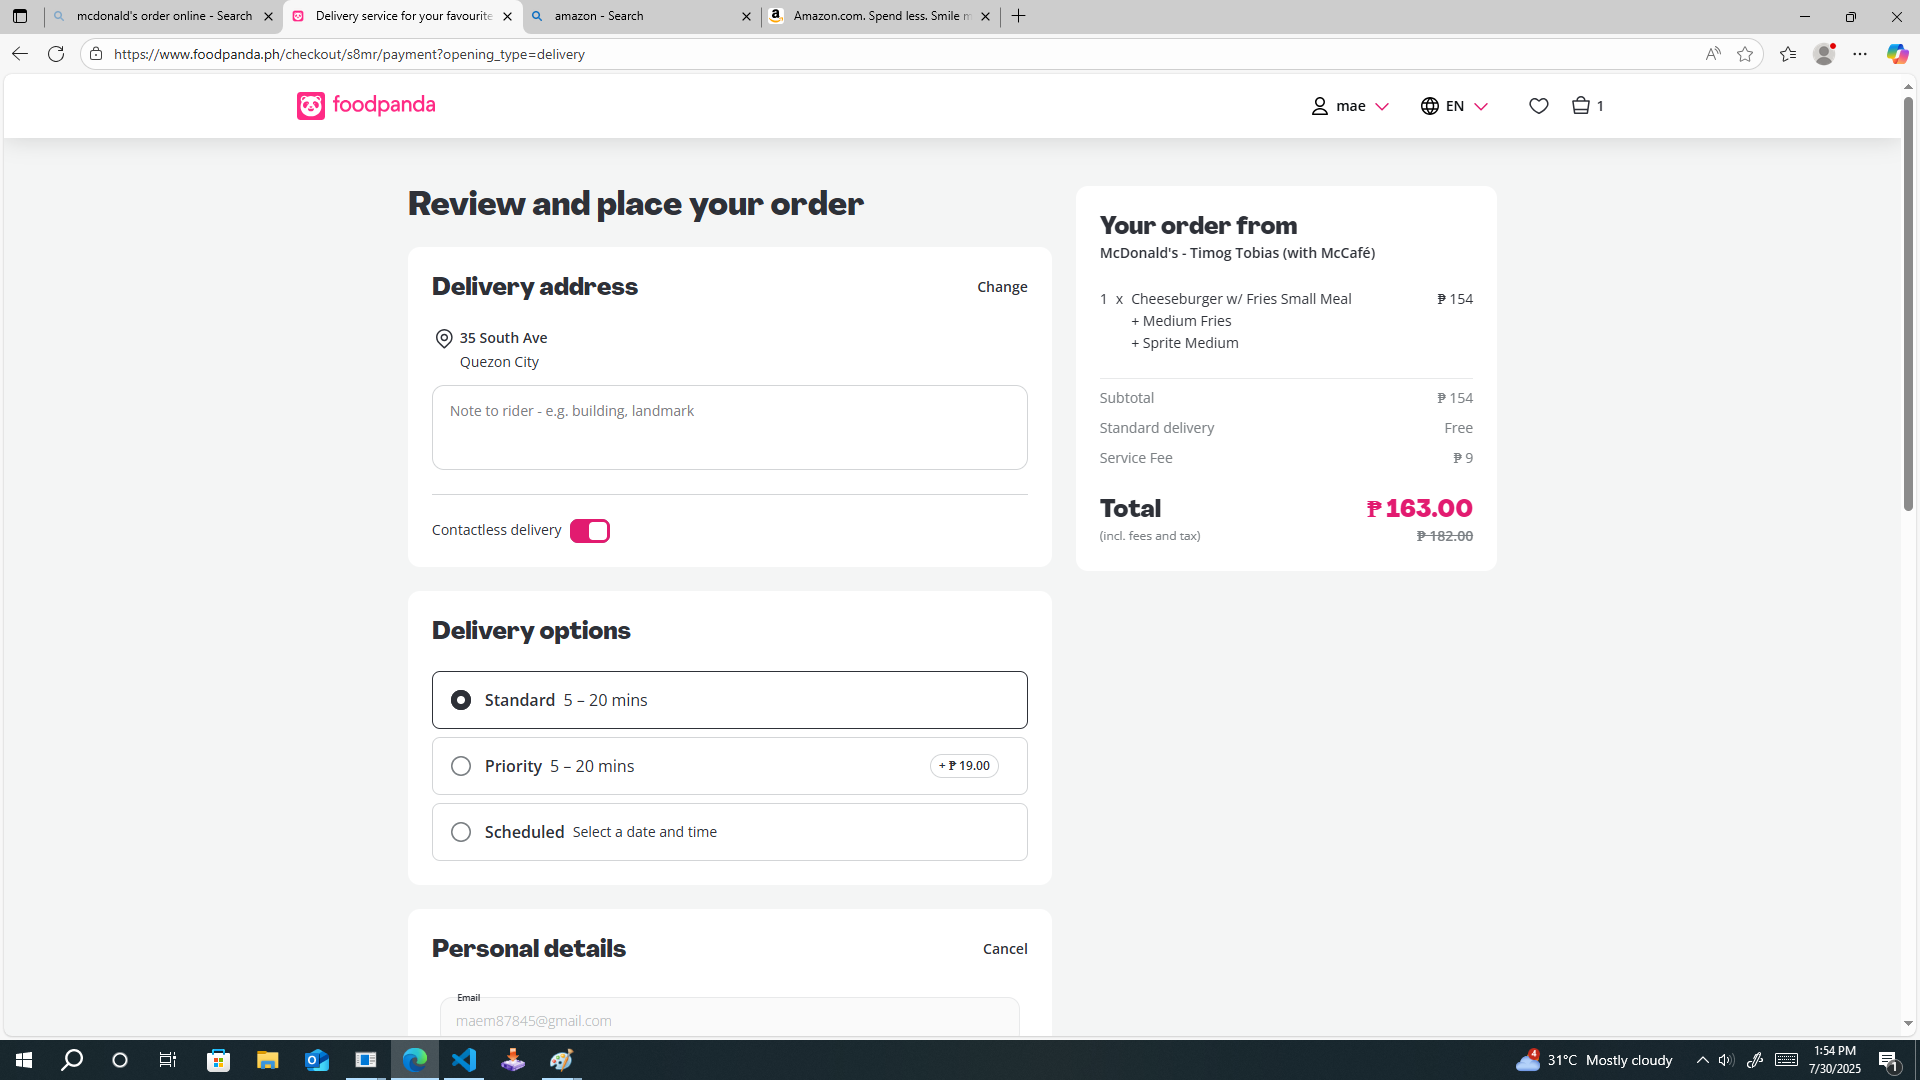 mcdonald's order online - Search
Delivery service for your favourite
amazon - Search
Amazon.com. Spend less. Smile m
https://www.foodpanda.ph/checkout/s8mr/payment?opening_type=delivery
foodpanda
mae
EN
1
Review and place your order
Delivery address
Change
35 South Ave
Quezon City
Note to rider - e.g. building, landmark
Contactless delivery
Delivery options
Standard 5 – 20 mins
Priority 5 – 20 mins
+ ₱ 19.00
Scheduled Select a date and time
Personal details
Cancel
Email
maem87845@gmail.com
Your order from
McDonald's - Timog Tobias (with McCafé)
1 x Cheeseburger w/ Fries Small Meal ₱ 154
+ Medium Fries
+ Sprite Medium
Subtotal ₱ 154
Standard delivery Free
Service Fee ₱ 9
Total ₱ 163.00
(incl. fees and tax) ₱ 182.00
4
31°C Mostly cloudy
1:54 PM
7/30/2025
1